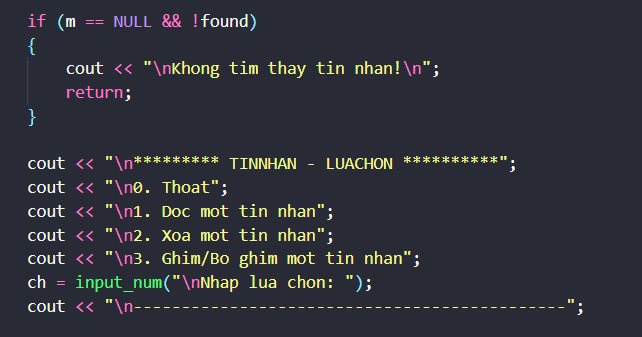 if (m == NULL && !found)
{
    cout << "\nKhong tim thay tin nhan!\n";
    return;
}
cout << "\n********* TINNHAN - LUACHON **********";
cout << "\n0. Thoat";
cout << "\n1. Doc mot tin nhan";
cout << "\n2. Xoa mot tin nhan";
cout << "\n3. Ghim/Bo ghim mot tin nhan";
ch = input_num("\nNhap lua chon: ");
cout << "\n---------------------------------------------";